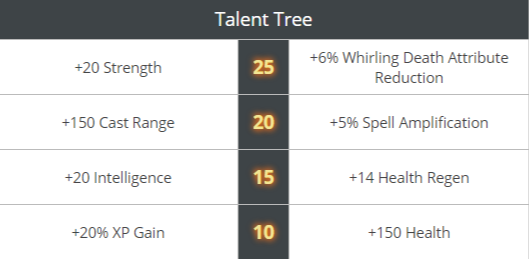 Talent Tree
+20 Strength
25
+6% Whirling Death Attribute
Reduction
+150 Cast Range
20
+5% Spell Amplification
+20 Intelligence
15
+14 Health Regen
+20% XP Gain
10
+150 Health